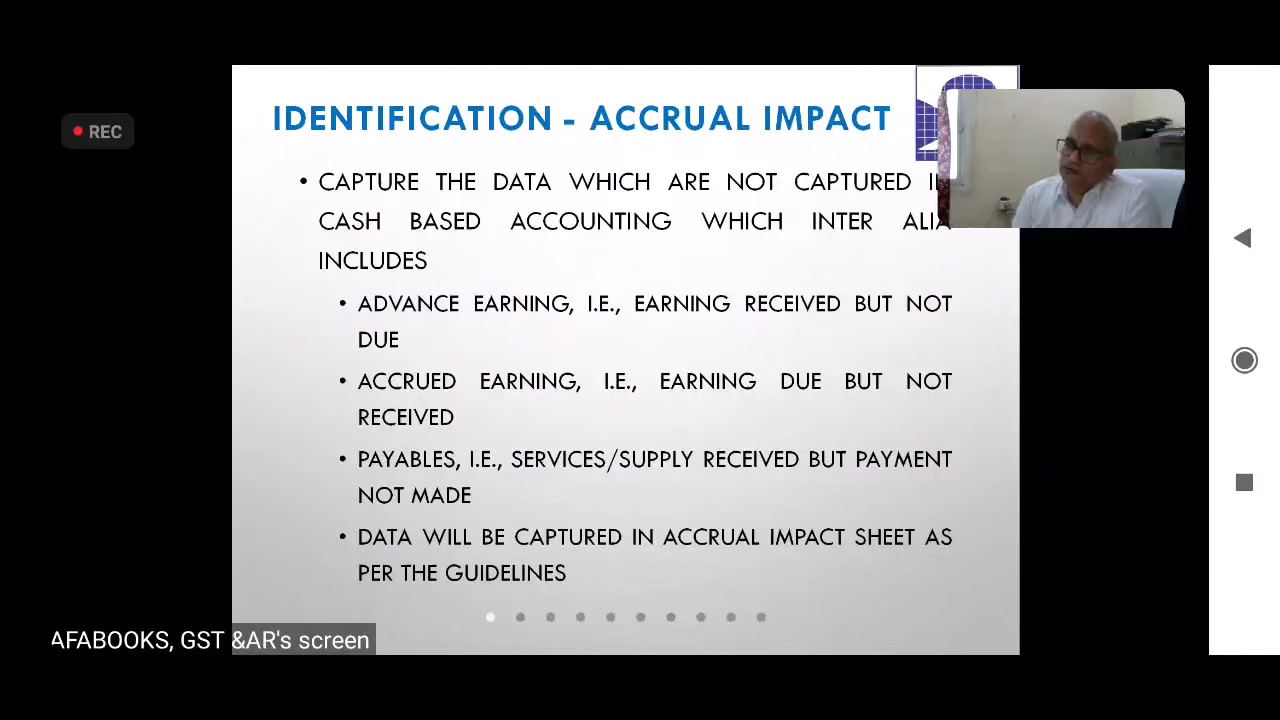 IDENTIFICATION - ACCRUAL IMPACT
REC
• CAPTURE THE DATA WHICH ARE NOT CAPTURED
CASH BASED ACCOUNTING WHICH INTER ALIA
INCLUDES
• ADVANCE EARNING, I.E., EARNING RECEIVED BUT NOT
DUE
• ACCRUED EARNING, I.E., EARNING DUE BUT NOT
RECEIVED
• PAYABLES, I.E., SERVICES/SUPPLY RECEIVED BUT PAYMENT
NOT MADE
• DATA WILL BE CAPTURED IN ACCRUAL IMPACT SHEET AS
PER THE GUIDELINES
AFABOOKS, GST &AR's screen